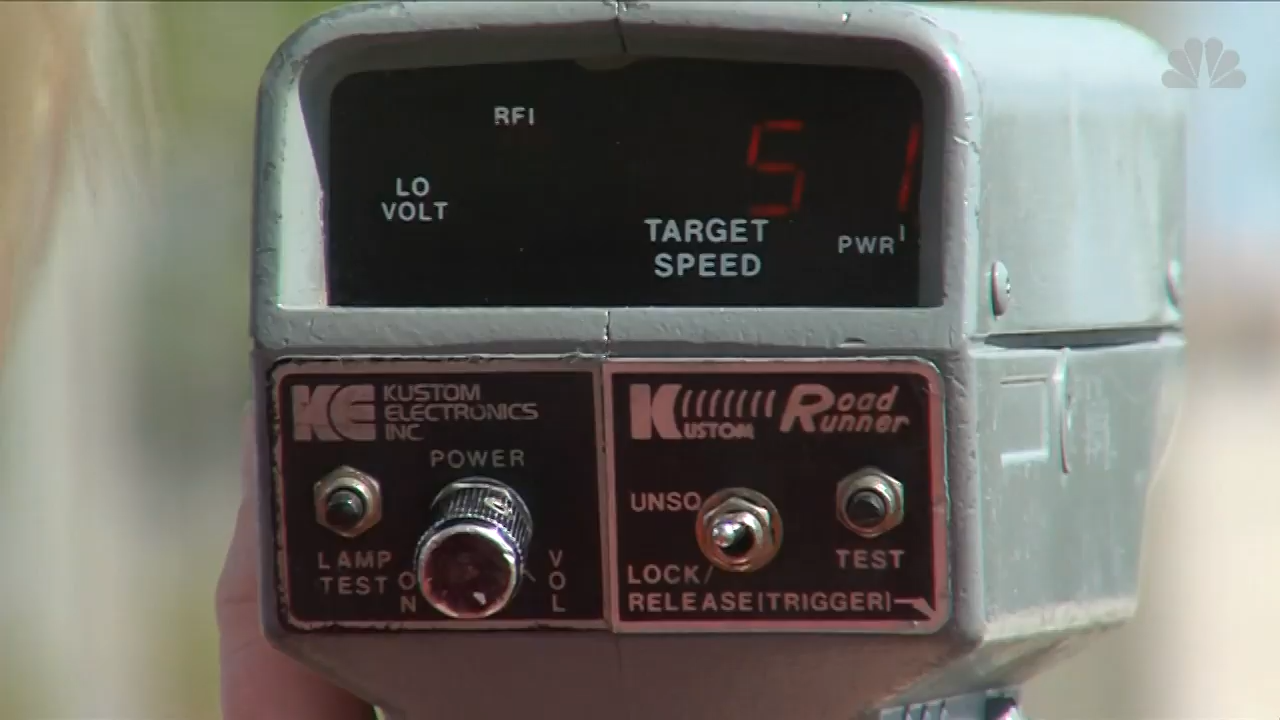 RFI
51
LO
VOLT
TARGET
SPEED
PWR
KE KUSTOM
ELECTRONICS
INC
POWER
LAMP
TEST
ON
VOL
KUSTOM Road
Runner
UNSQ
TEST
LOCK/
RELEASE[TRIGGER]